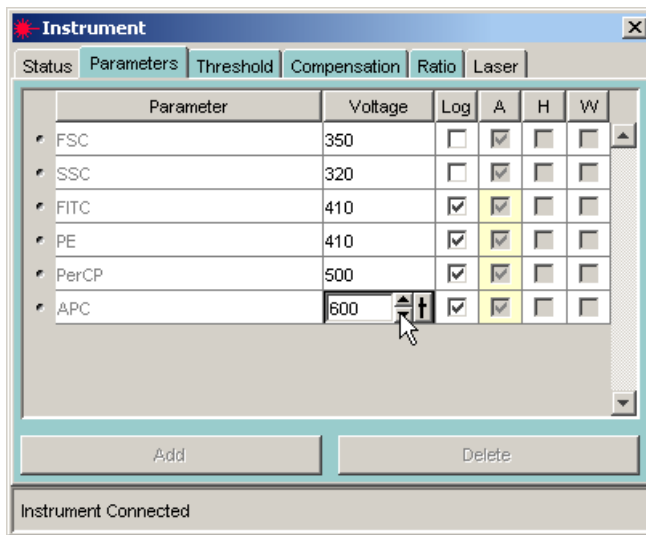 Instrument
Status Parameters Threshold Compensation Ratio Laser
Parameter Voltage Log A H W
FSC 350
SSC 320
FITC 410
PE 410
PerCP 500
APC 600
Add Delete
Instrument Connected